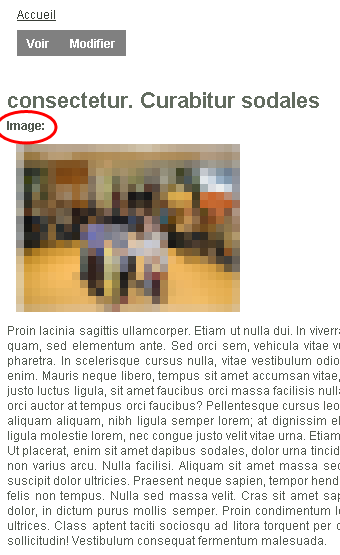 Accueil
Voir Modifier
consectetur. Curabitur sodales
Image:
Proin lacinia sagittis ullamcorper. Etiam ut nulla dui. In viverra
quam, sed elementum ante. Sed orci sem, vehicula vitae
pharetra. In scelerisque cursus nulla, vitae vestibulum odio
enim. Mauris neque libero, tempus sit amet accumsan vitae,
justo luctus ligula, sit amet faucibus orci massa facilisis
orci auctor at tempus orci faucibus? Pellentesque cursus leo
aliquam aliquam, nibh ligula semper lorem; at dignissim
ligula molestie lorem, nec congue justo velit vitae urna. Etiam
Ut placerat, enim sit amet dapibus sodales, dolor urna
non varius arcu. Nulla facilisi. Aliquam sit amet massa
suscipit dolor ultricies. Praesent neque sapien, tempor
felis non tempus. Nulla sed massa velit. Cras sit amet
dolor, in dictum purus mollis semper. Proin condimentum
ultrices. Class aptent taciti sociosqu ad litora torquent per
sollicitudin! Vestibulum consequat fermentum malesuada.